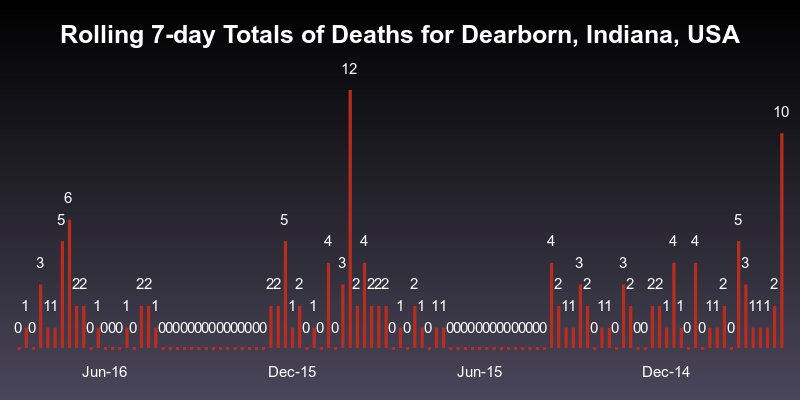 Rolling 7-day Totals of Deaths for Dearborn, Indiana, USA
12
10
6
5 5 5
4 4 4 4 4
3 3 3 3 3
22 22 22 2 2 222 2 2 2 2 22 2 2
1 11 1 1 1 1 1 1 1 11 11 11 1 1 11 111
0 0 0 000 0 000000000000000 0 0 0 0 0 0 00000000000000 0 0 00 0 0 0
Jun-16 Dec-15 Jun-15 Dec-14